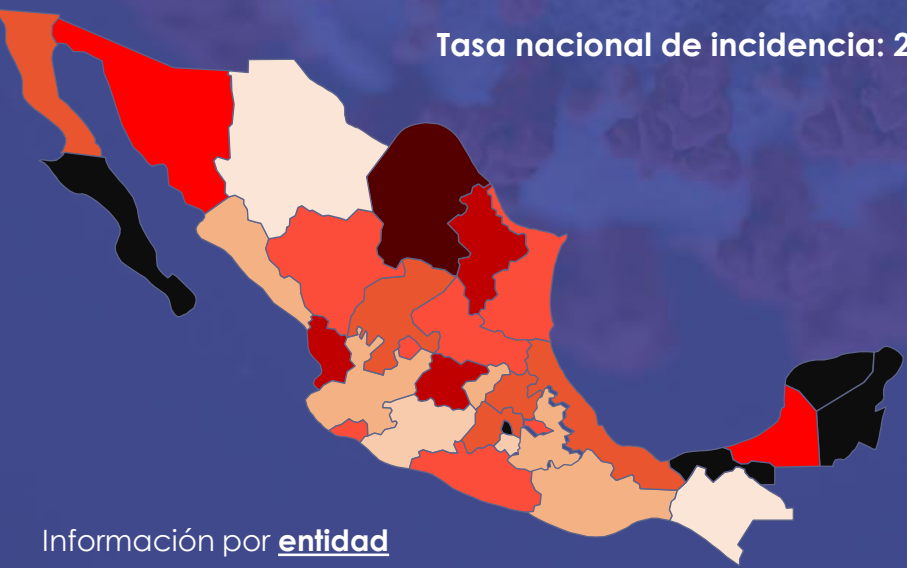 Tasa nacional de incidencia: 2
Información por entidad